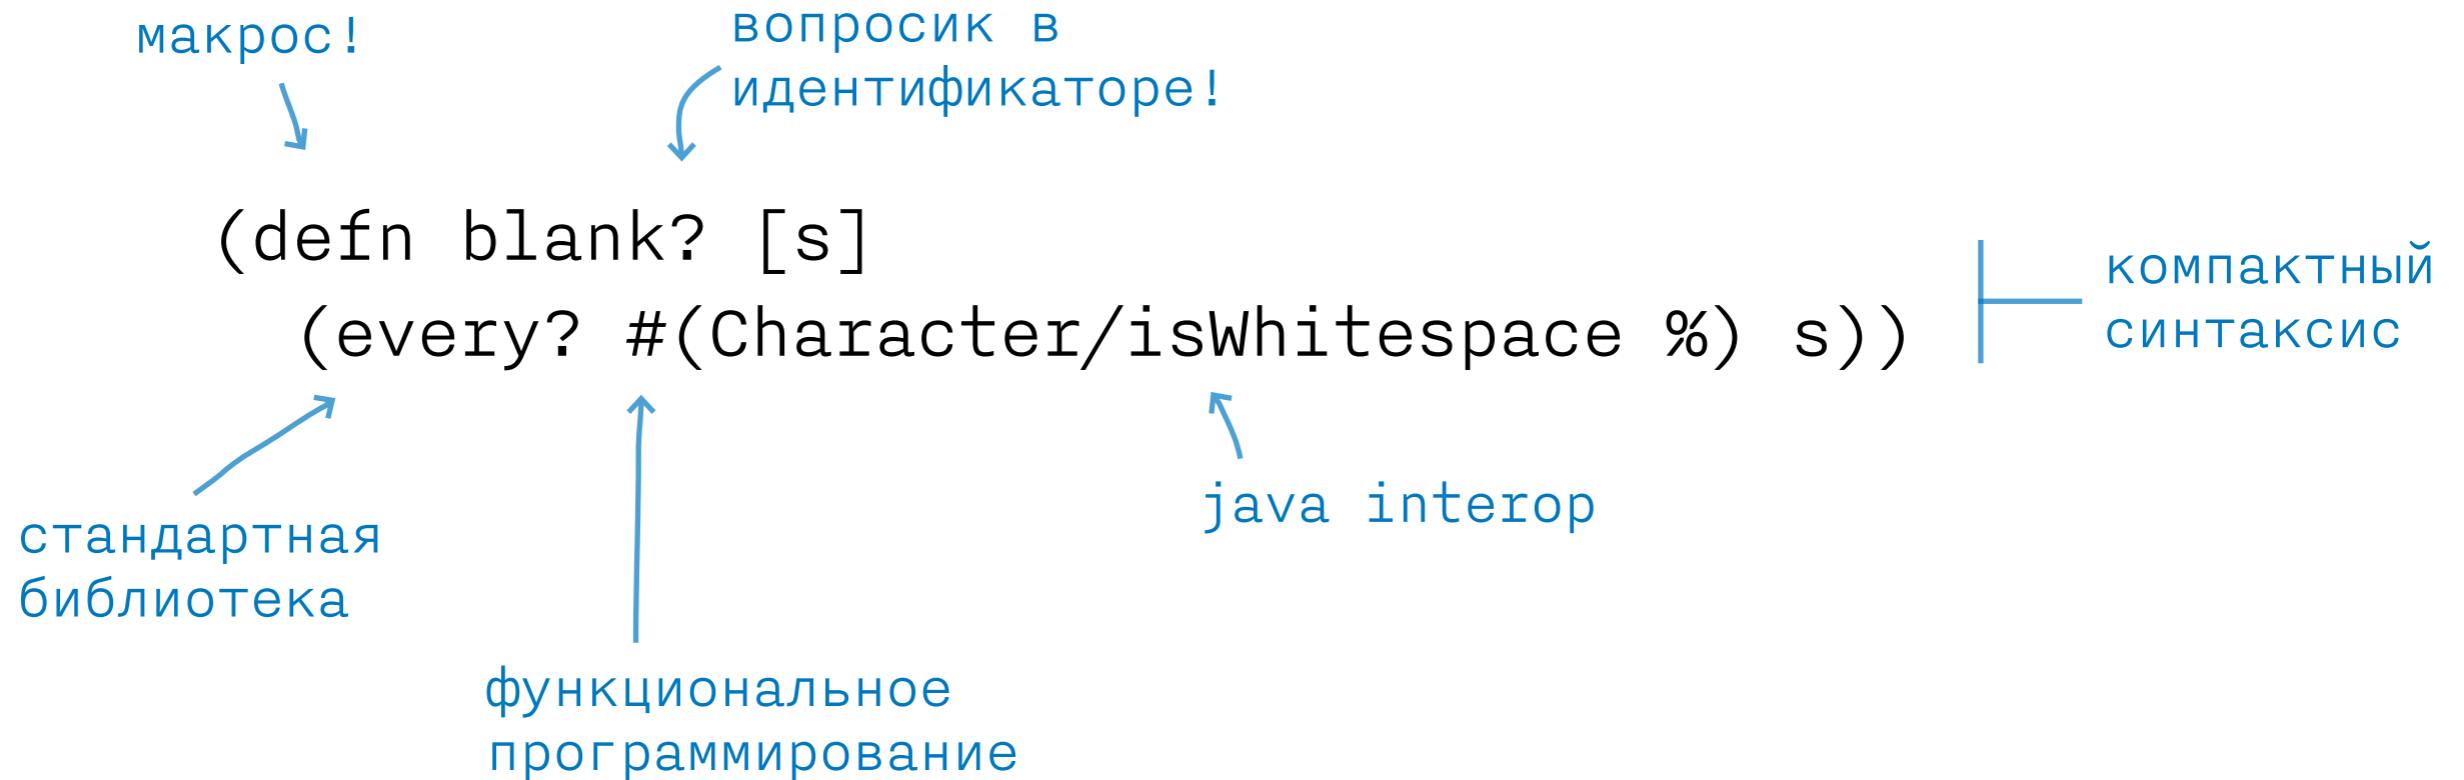 макрос!
вопросик в
идентификаторе!
(defn blank? [s]
(every? #(Character/isWhitespace %) s))
компактный
синтаксис
стандартная
библиотека
java interop
функциональное
программирование